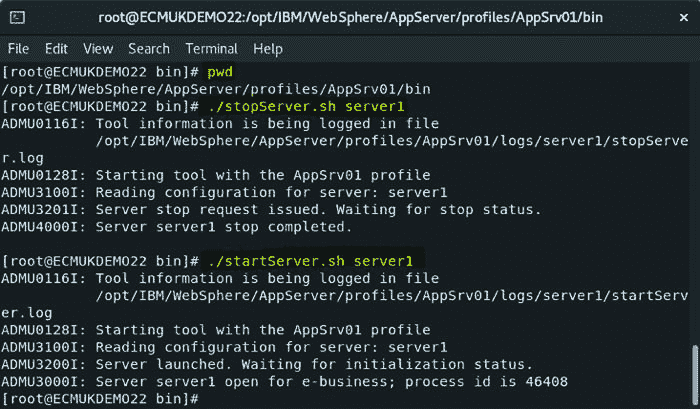 root@ECMUKDEMO22:/opt/IBM/WebSphere/AppServer/profiles/AppSrv01/bin
File Edit View Search Terminal Help
[root@ECMUKDEMO22 bin]# pwd
/opt/IBM/WebSphere/AppServer/profiles/AppSrv01/bin
[root@ECMUKDEMO22 bin]# ./stopServer.sh server1
ADMU0116I: Tool information is being logged in file
/opt/IBM/WebSphere/AppServer/profiles/AppSrv01/logs/server1/stopServe
r.log
ADMU0128I: Starting tool with the AppSrv01 profile
ADMU3100I: Reading configuration for server: server1
ADMU3201I: Server stop request issued. Waiting for stop status.
ADMU4000I: Server server1 stop completed.
[root@ECMUKDEMO22 bin]# ./startServer.sh server1
ADMU0116I: Tool information is being logged in file
/opt/IBM/WebSphere/AppServer/profiles/AppSrv01/logs/server1/startServ
er.log
ADMU0128I: Starting tool with the AppSrv01 profile
ADMU3100I: Reading configuration for server: server1
ADMU3200I: Server launched. Waiting for initialization status.
ADMU3000I: Server server1 open for e-business; process id is 46408
[root@ECMUKDEMO22 bin]#